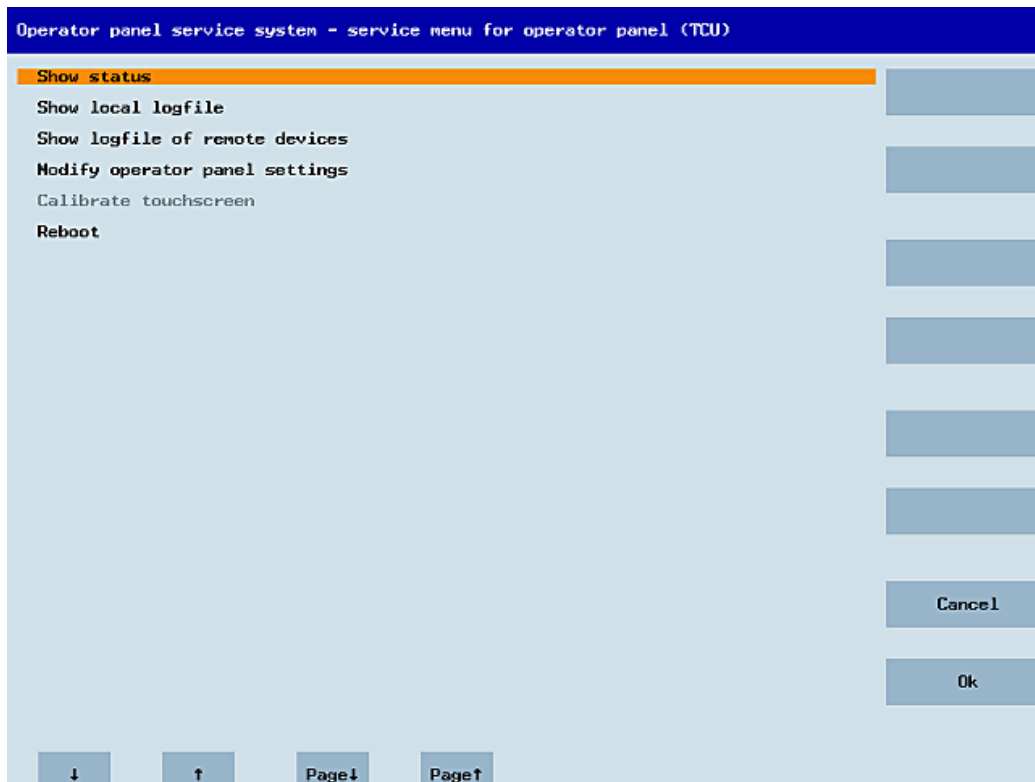 Operator panel service system - service menu for operator panel (TCU)
Show status
Show local logfile
Show logfile of remote devices
Modify operator panel settings
Calibrate touchscreen
Reboot
Cancel
Ok
↓ ↑ Page↓ Page↑